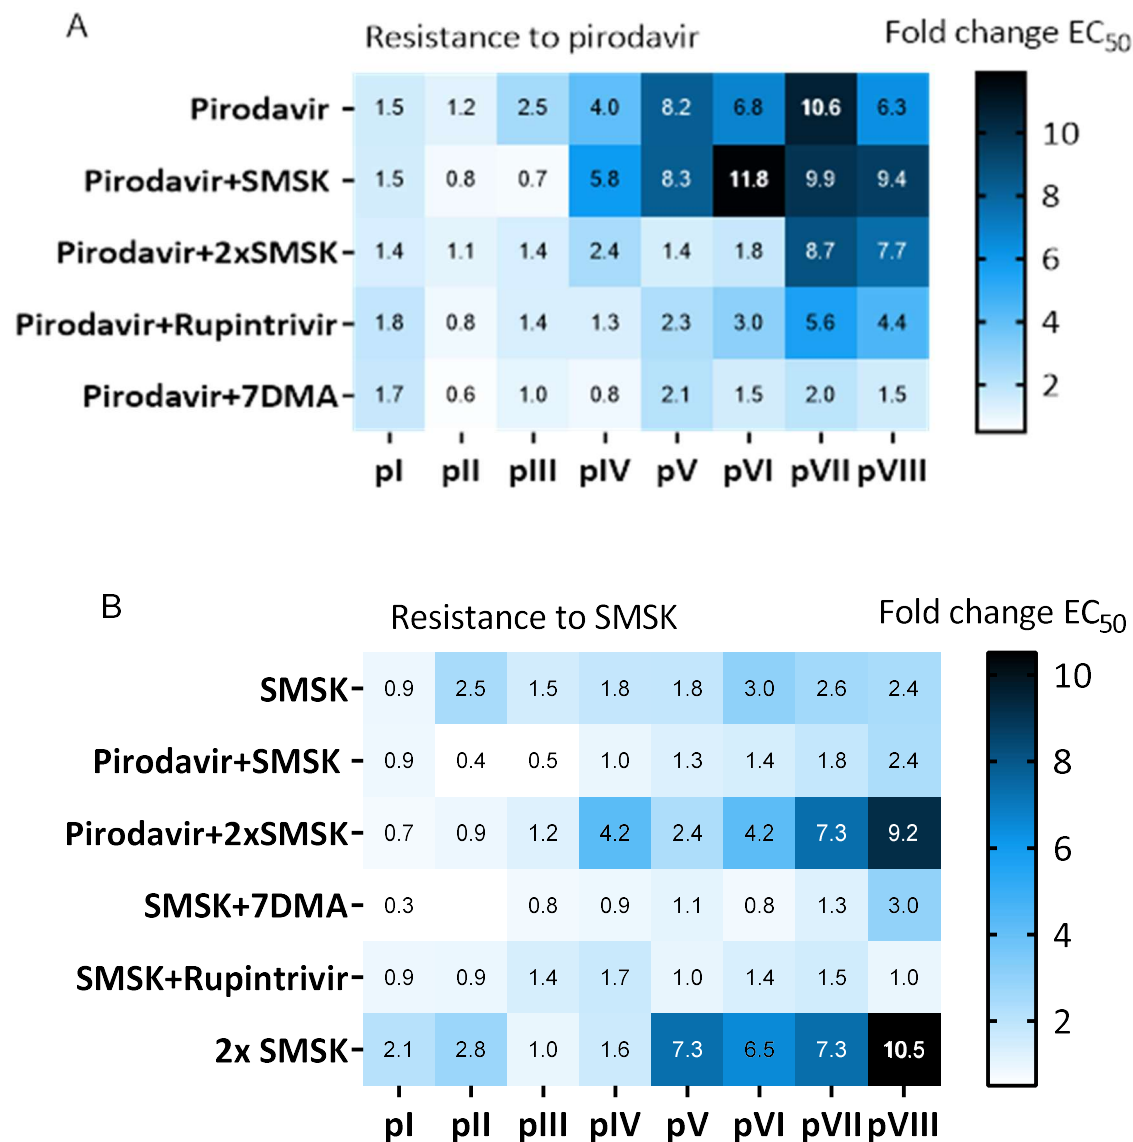 A
Resistance to pirodavir
Fold change EC50
Pirodavir 1.5 1.2 2.5 4.0 8.2 6.8 10.6 6.3
Pirodavir+SMSK 1.5 0.8 0.7 5.8 8.3 11.8 9.9 9.4
Pirodavir+2xSMSK 1.4 1.1 1.4 2.4 1.4 1.8 8.7 7.7
Pirodavir+Rupintrivir 1.8 0.8 1.4 1.3 2.3 3.0 5.6 4.4
Pirodavir+7DMA 1.7 0.6 1.0 0.8 2.1 1.5 2.0 1.5
pI pII pIII pIV pV pVI pVII pVIII
10
8
6
4
2
B
Resistance to SMSK
Fold change EC50
SMSK 0.9 2.5 1.5 1.8 1.8 3.0 2.6 2.4
Pirodavir+SMSK 0.9 0.4 0.5 1.0 1.3 1.4 1.8 2.4
Pirodavir+2xSMSK 0.7 0.9 1.2 4.2 2.4 4.2 7.3 9.2
SMSK+7DMA 0.3 0.8 0.9 1.1 0.8 1.3 3.0
SMSK+Rupintrivir 0.9 0.9 1.4 1.7 1.0 1.4 1.5 1.0
2x SMSK 2.1 2.8 1.0 1.6 7.3 6.5 7.3 10.5
pI pII pIII pIV pV pVI pVII pVIII
10
8
6
4
2